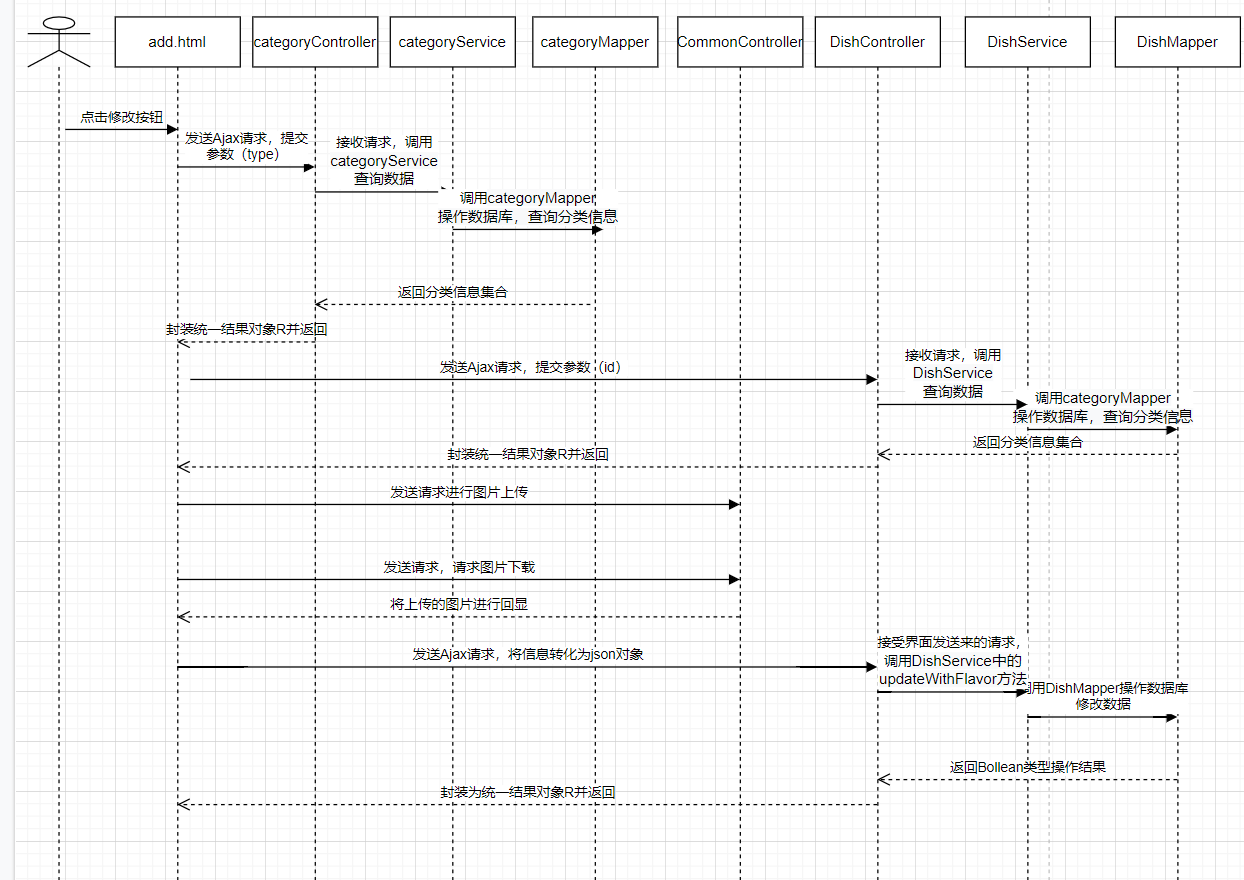 add.html
categoryController
categoryService
categoryMapper
CommonController
DishController
DishService
DishMapper
点击修改按钮
发送Ajax请求，提交
参数（type）
接收请求，调用
categoryService
查询数据
调用categoryMapper
操作数据库，查询分类信息
返回分类信息集合
封装统一结果对象R并返回
发送Ajax请求，提交参数（id）
接收请求，调用
DishService
查询数据
调用categoryMapper
操作数据库，查询分类信息
返回分类信息集合
封装统一结果对象R并返回
发送请求进行图片上传
发送请求，请求图片下载
将上传的图片进行回显
发送Ajax请求，将信息转化为json对象
接受界面发送来的请求，
调用DishService中的
updateWithFlavor方法
调用DishMapper操作数据库
修改数据
返回Bollean类型操作结果
封装为统一结果对象R并返回